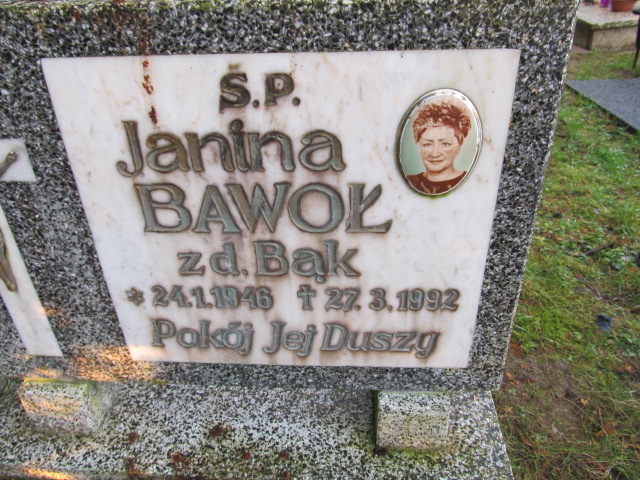 Ś.P.
Janina
BAWOŁ
z d. Bąk
* 24.1.1946 † 27.3.1992
Pokój Jej Duszy